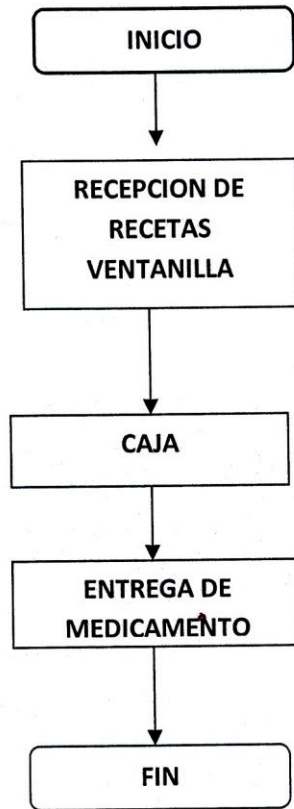 INICIO
RECEPCION DE
RECETAS
VENTANILLA
CAJA
ENTREGA DE
MEDICAMENTO
FIN